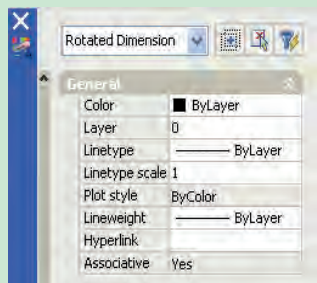 Rotated Dimension
General
Color ByLayer
Layer 0
Linetype ByLayer
Linetype scale 1
Plot style ByColor
Lineweight ByLayer
Hyperlink
Associative Yes